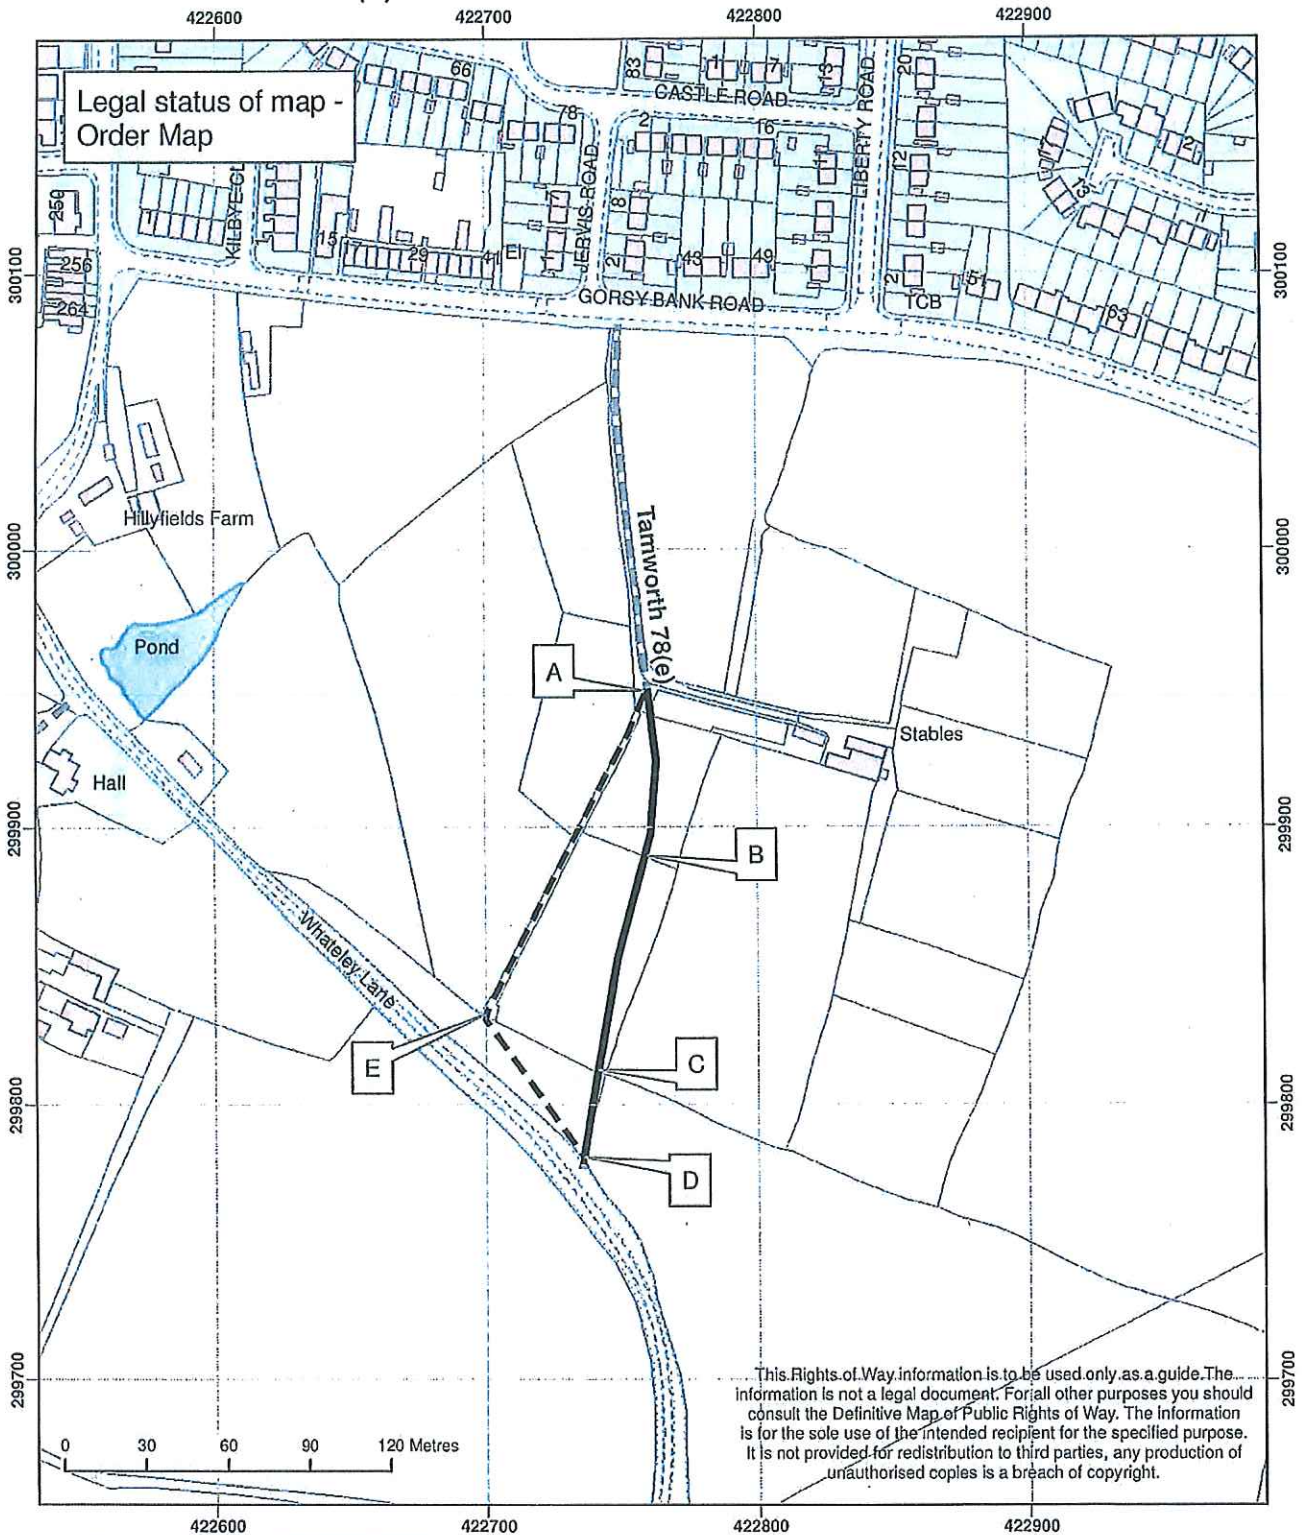 422600
422700
422800
422900
Legal status of map -
Order Map
66
78
83
1
7
13
CASTLE ROAD
LIBERTY ROAD
20
2
16
11
12
2
17
13
259
256
264
1
KILBYE CL
1
15
29
41
El
7
1
JERVIS ROAD
8
2
43
49
2
TCB
51
63
GORSY BANK ROAD
300100
300100
Hillyfields Farm
300000
300000
Tamworth 78(e)
Pond
A
Stables
Hall
299900
299900
B
Whateley Lane
E
C
299800
299800
D
299700
299700
This Rights of Way information is to be used only as a guide.The
information is not a legal document. For all other purposes you should
consult the Definitive Map of Public Rights of Way. The information
is for the sole use of the intended recipient for the specified purpose.
It is not provided for redistribution to third parties, any production of
unauthorised copies is a breach of copyright.
0 30 60 90 120 Metres
422600
422700
422800
422900